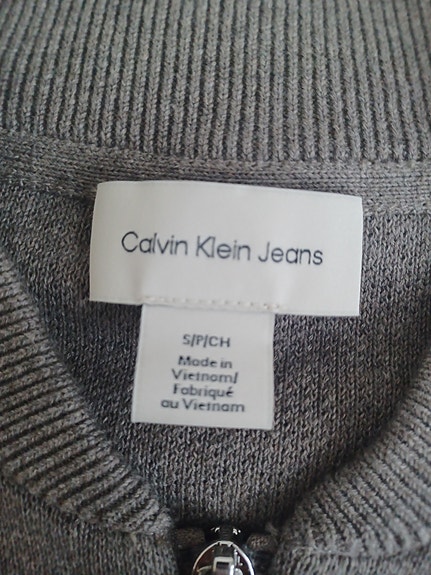 Calvin Klein Jeans
S/P/CH
Made in
Vietnam/
Fabriqué
au Vietnam